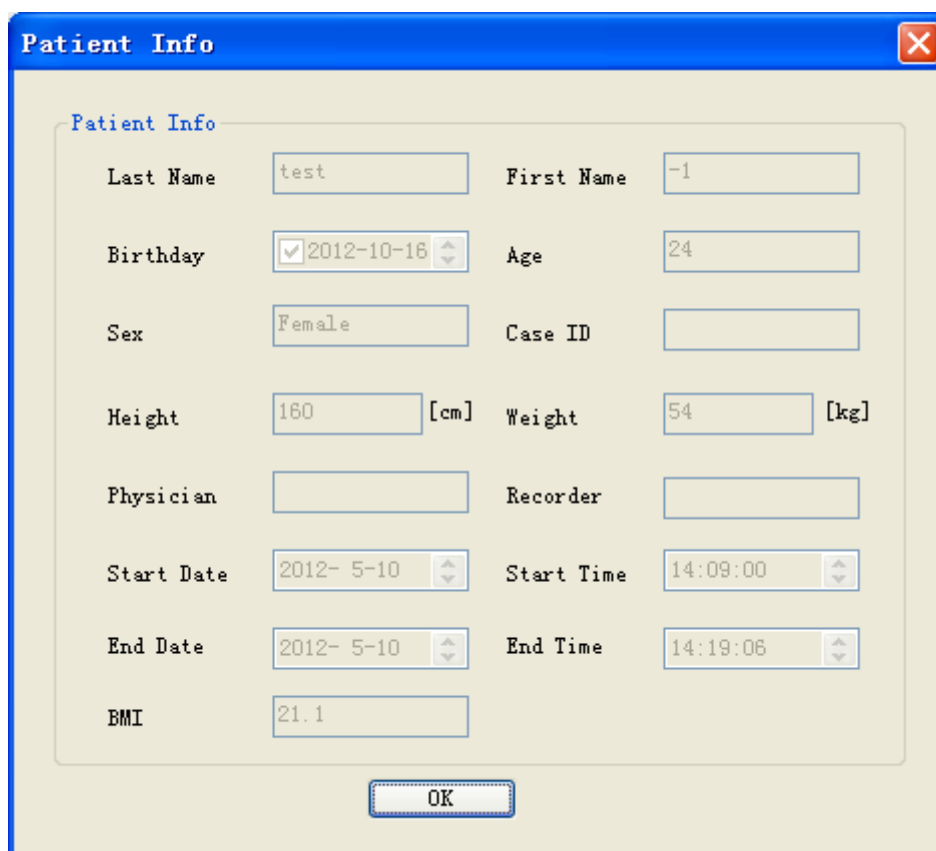 Patient Info
Patient Info
Last Name test First Name -1
Birthday 2012-10-16 Age 24
Sex Female Case ID
Height 160 [cm] Weight 54 [kg]
Physician Recorder
Start Date 2012- 5-10 Start Time 14:09:00
End Date 2012- 5-10 End Time 14:19:06
BMI 21.1
OK